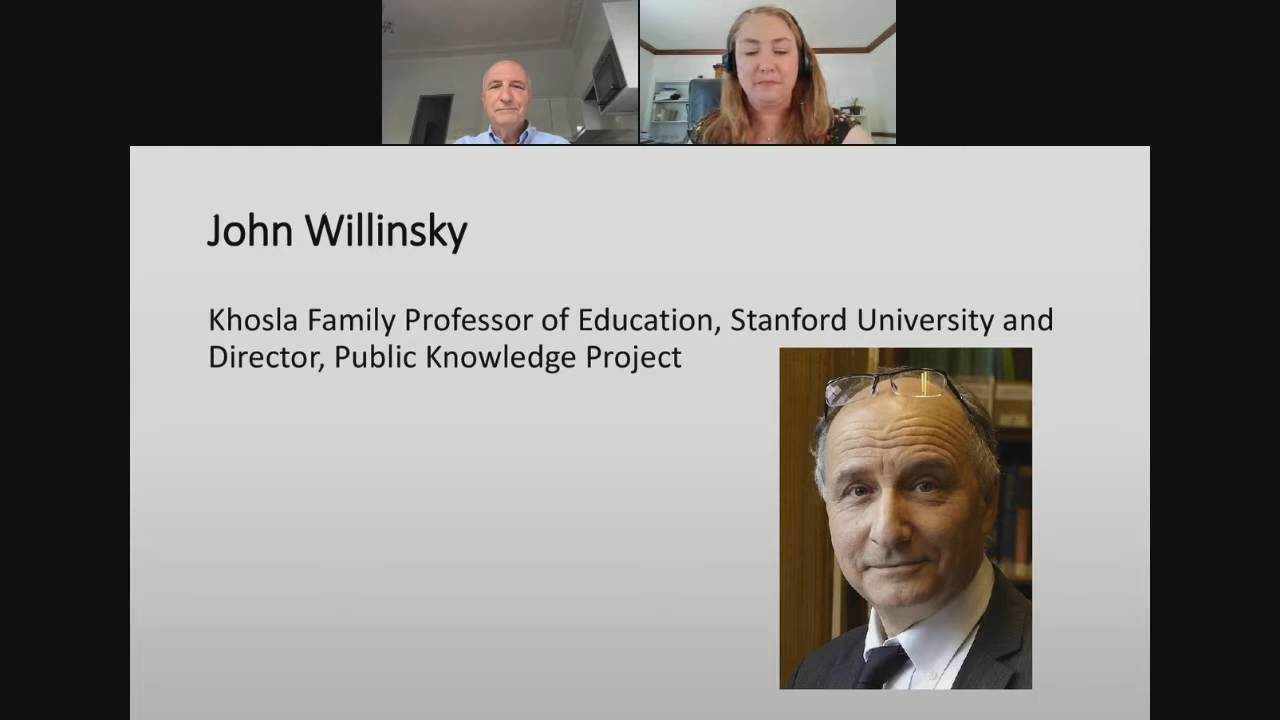 John Willinsky
Khosla Family Professor of Education, Stanford University and
Director, Public Knowledge Project